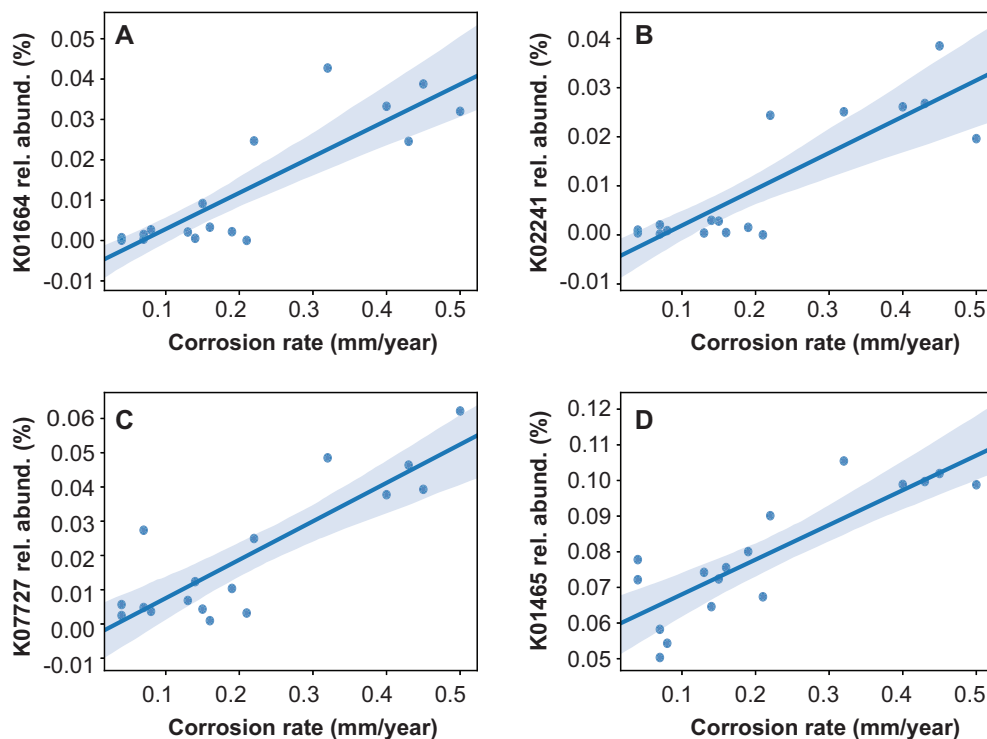 A
K01664 rel. abund. (%)
0.05
0.04
0.03
0.02
0.01
0.00
-0.01
0.1 0.2 0.3 0.4 0.5
Corrosion rate (mm/year)
B
K02241 rel. abund. (%)
0.04
0.03
0.02
0.01
0.00
-0.01
0.1 0.2 0.3 0.4 0.5
Corrosion rate (mm/year)
C
K07727 rel. abund. (%)
0.06
0.05
0.04
0.03
0.02
0.01
0.00
-0.01
0.1 0.2 0.3 0.4 0.5
Corrosion rate (mm/year)
D
K01465 rel. abund. (%)
0.12
0.11
0.10
0.09
0.08
0.07
0.06
0.05
0.1 0.2 0.3 0.4 0.5
Corrosion rate (mm/year)